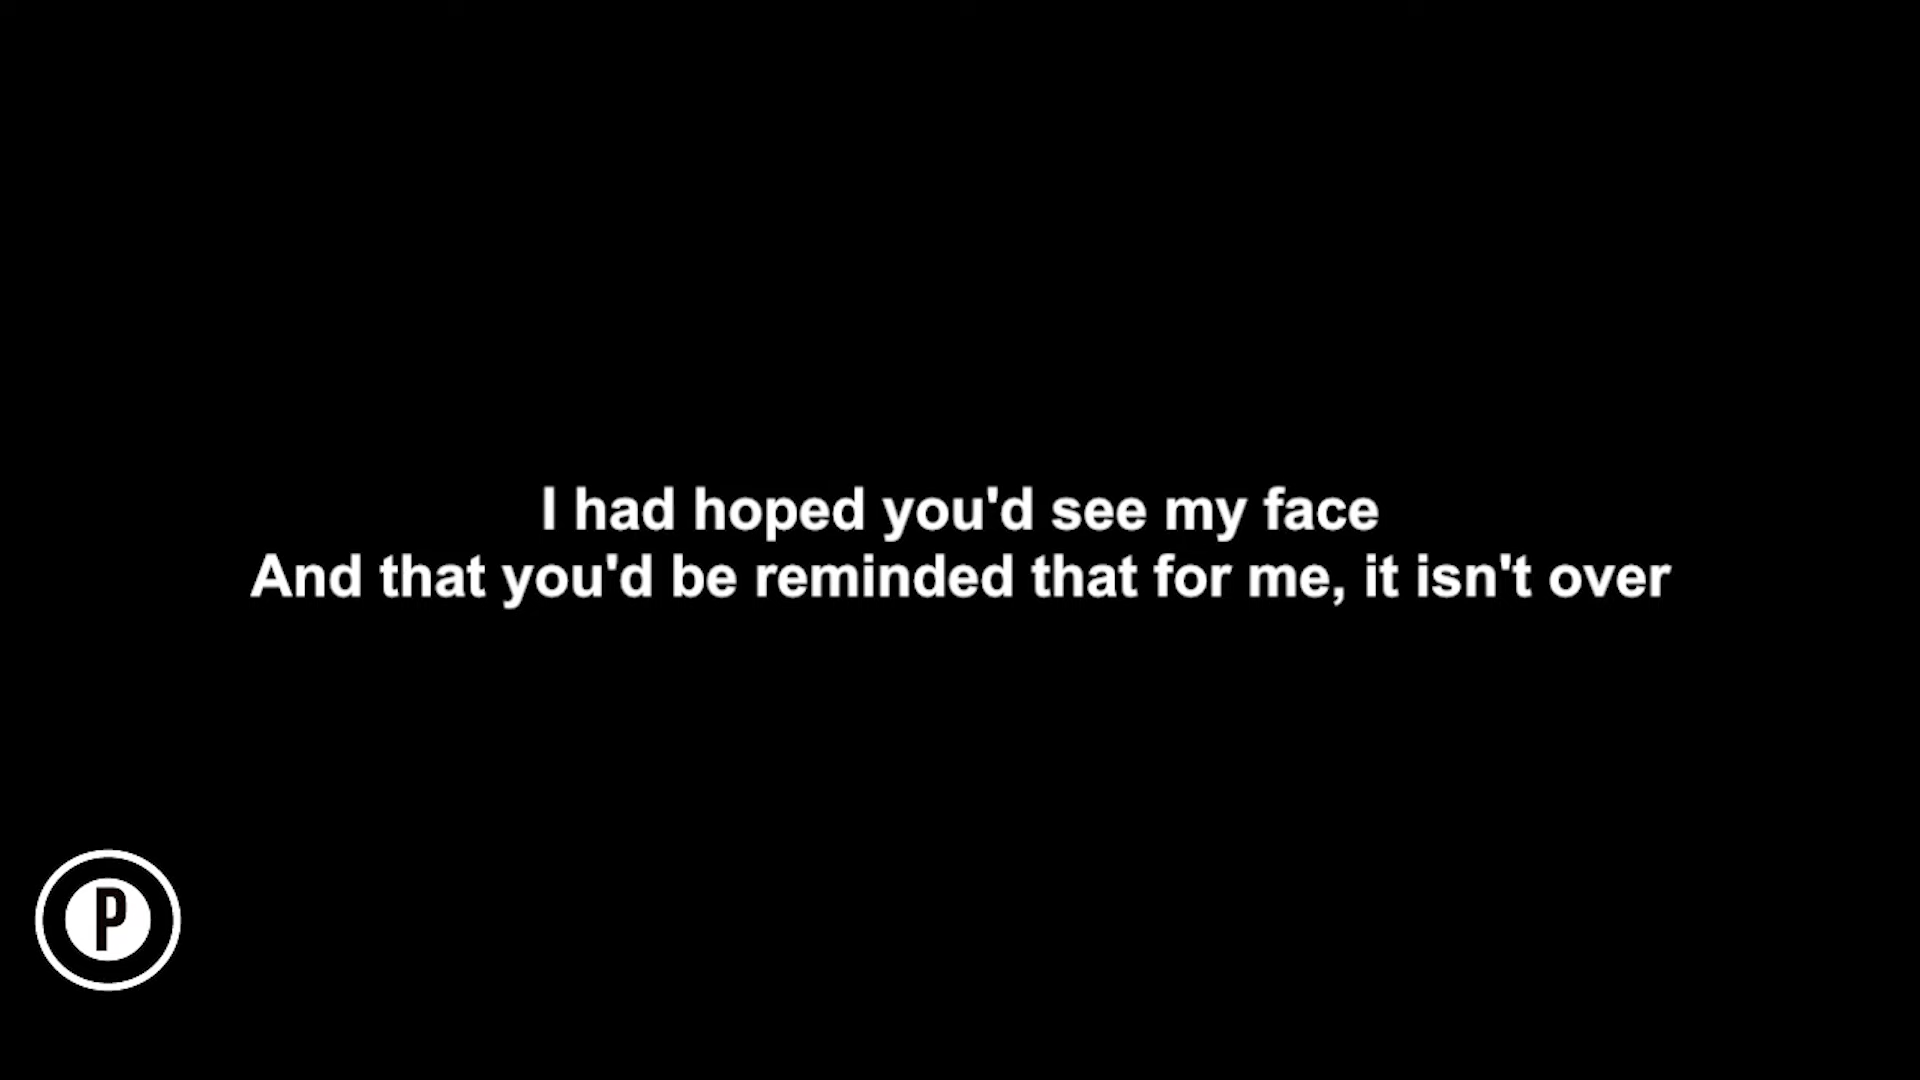 I had hoped you'd see my face
And that you'd be reminded that for me, it isn't over
P